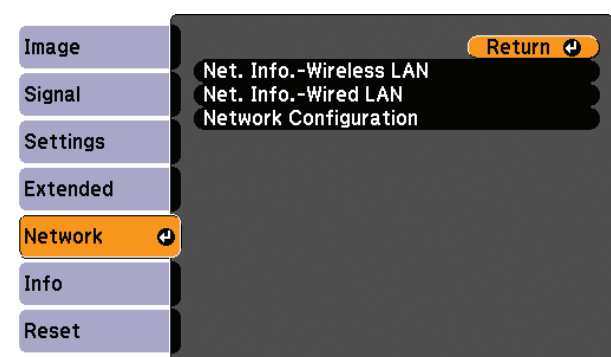 Image
Signal
Settings
Extended
Network
Info
Reset
Return
Net. Info.-Wireless LAN
Net. Info.-Wired LAN
Network Configuration